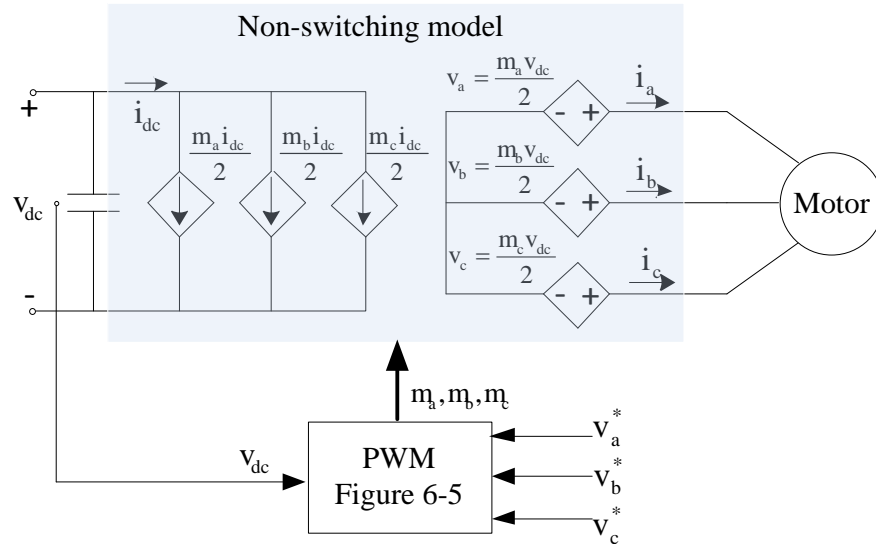 Non-switching model
+
i_dc
m_a i_dc / 2
m_b i_dc / 2
m_c i_dc / 2
v_dc
-
v_a = m_a v_dc / 2
- +
i_a
v_b = m_b v_dc / 2
- +
i_b
v_c = m_c v_dc / 2
- +
i_c
Motor
m_a, m_b, m_c
v_dc
PWM
Figure 6-5
v_a^*
v_b^*
v_c^*